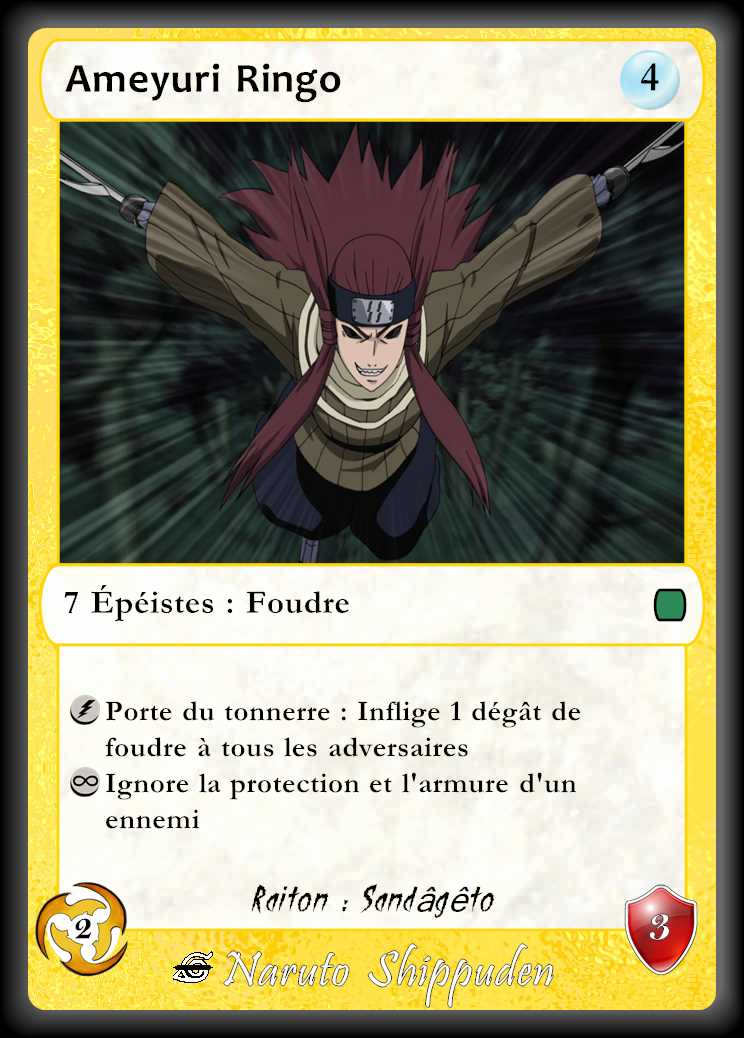 Ameyuri Ringo
4
7 Épéistes : Foudre
Porte du tonnerre : Inflige 1 dégât de
foudre à tous les adversaires
Ignore la protection et l'armure d'un
ennemi
Raiton : Sandâgêto
2
3
Naruto Shippuden